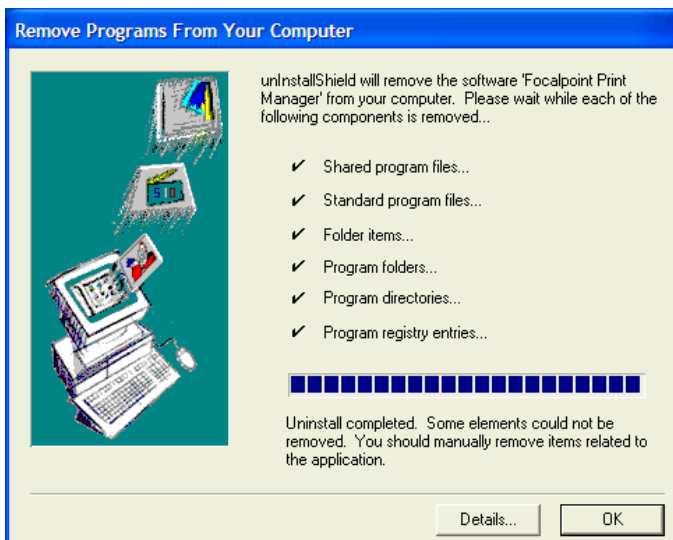 Remove Programs From Your Computer
unInstallShield will remove the software 'Focalpoint Print
Manager' from your computer. Please wait while each of the
following components is removed...
✔ Shared program files...
✔ Standard program files...
✔ Folder items...
✔ Program folders...
✔ Program directories...
✔ Program registry entries...
Uninstall completed. Some elements could not be
removed. You should manually remove items related to
the application.
Details...
OK